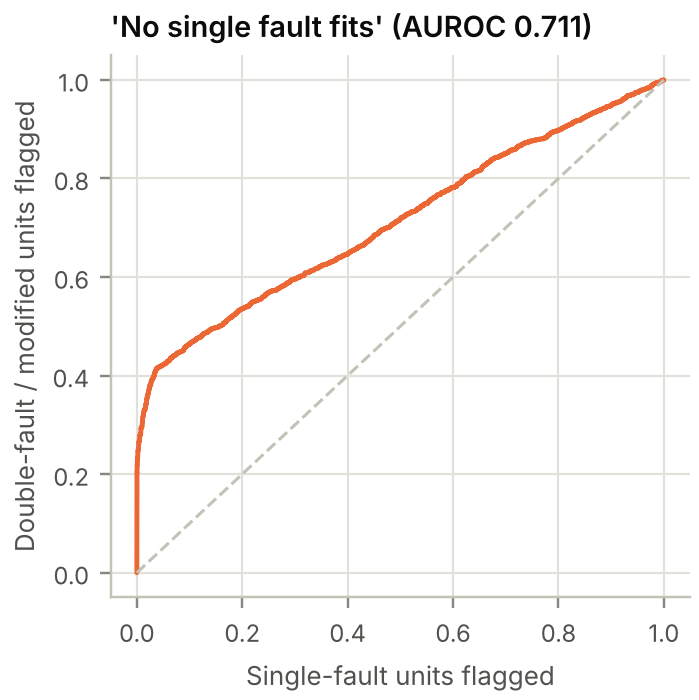 'No single fault fits' (AUROC 0.711)
Double-fault / modified units flagged
1.0
0.8
0.6
0.4
0.2
0.0
0.0 0.2 0.4 0.6 0.8 1.0
Single-fault units flagged